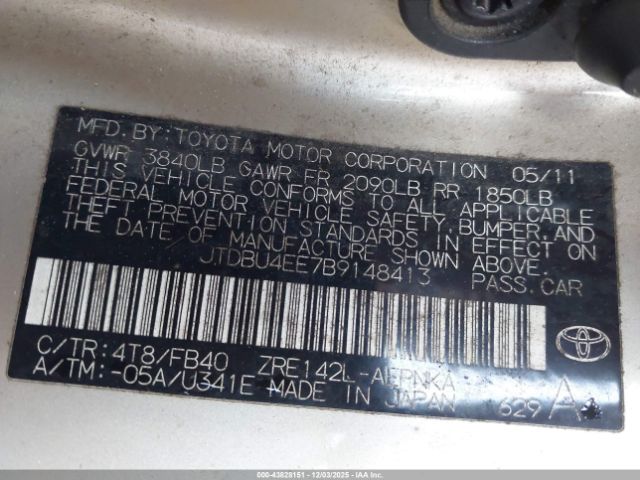 MFD. BY: TOYOTA MOTOR CORPORATION 05/11
GVWR 3840LB GAWR FR 2090LB RR 1850LB
THIS VEHICLE CONFORMS TO ALL APPLICABLE
FEDERAL MOTOR VEHICLE SAFETY, BUMPER, AND
THEFT PREVENTION STANDARDS IN EFFECT ON
THE DATE OF MANUFACTURE SHOWN ABOVE.
JTDBU4EE7B9148413 PASS. CAR
C/TR: 4T8/FB40 ZRE142L-AEPNKA
A/TM: -05A/U341E MADE IN JAPAN 629 A
TOYOTA
000-43828151 - 12/03/2025 - IAAI.COM